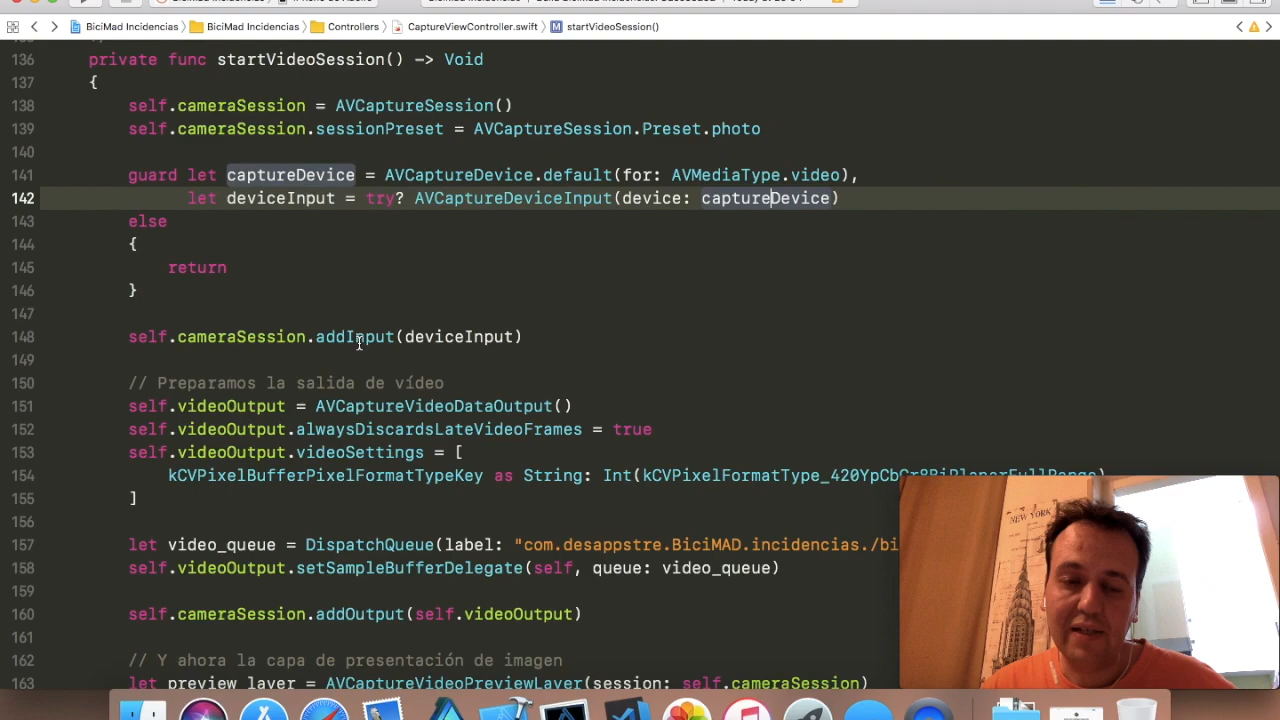 BiciMad Incidencias
BiciMad Incidencias
Controllers
CaptureViewController.swift
M
startVideoSession()
136 private func startVideoSession() -> Void
137 {
138 self.cameraSession = AVCaptureSession()
139 self.cameraSession.sessionPreset = AVCaptureSession.Preset.photo
140
141 guard let captureDevice = AVCaptureDevice.default(for: AVMediaType.video),
142 let deviceInput = try? AVCaptureDeviceInput(device: captureDevice)
143 else
144 {
145 return
146 }
147
148 self.cameraSession.addInput(deviceInput)
149
150 // Preparamos la salida de vídeo
151 self.videoOutput = AVCaptureVideoDataOutput()
152 self.videoOutput.alwaysDiscardsLateVideoFrames = true
153 self.videoOutput.videoSettings = [
154 kCVPixelBufferPixelFormatTypeKey as String: Int(kCVPixelFormatType_420YpCbCr8BiPlanarFullRange)
155 ]
156
157 let video_queue = DispatchQueue(label: "com.desappstre.BiciMAD.incidencias./bi
158 self.videoOutput.setSampleBufferDelegate(self, queue: video_queue)
159
160 self.cameraSession.addOutput(self.videoOutput)
161
162 // Y ahora la capa de presentación de imagen
163 let preview_layer = AVCaptureVideoPreviewLayer(session: self.cameraSession)
NEW YORK